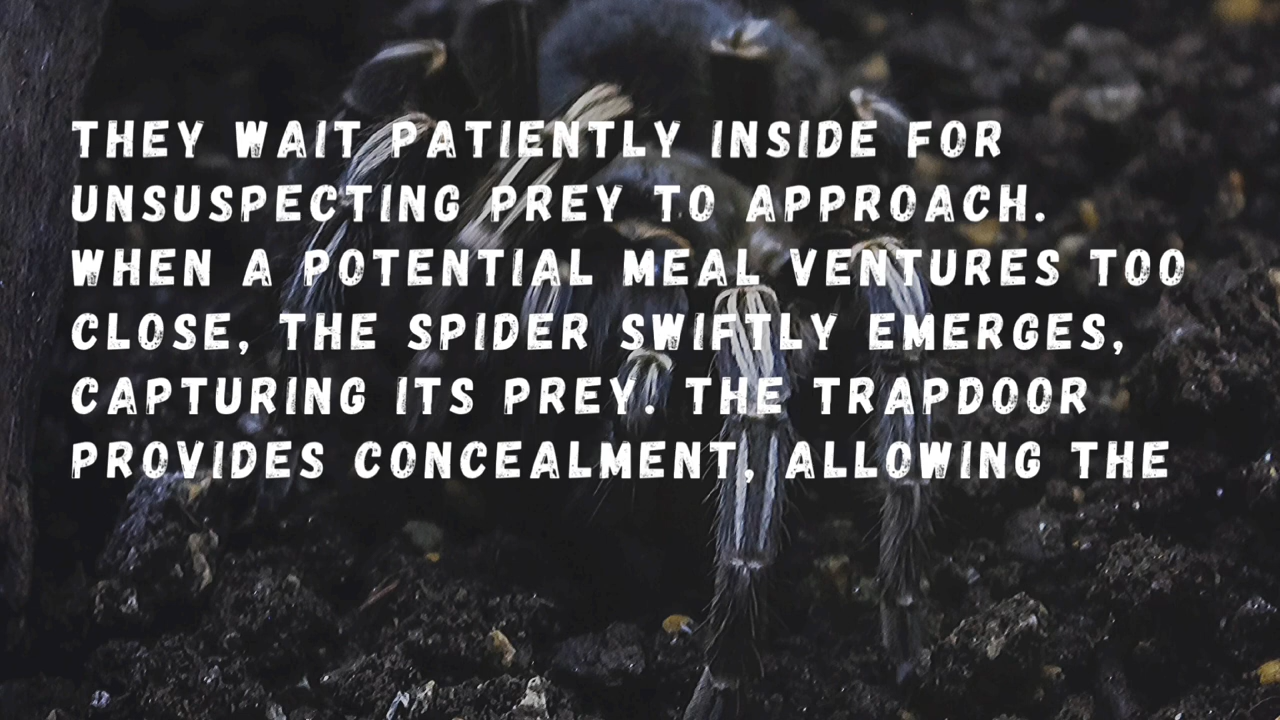 THEY WAIT PATIENTLY INSIDE FOR
UNSUSPECTING PREY TO APPROACH.
WHEN A POTENTIAL MEAL VENTURES TOO
CLOSE, THE SPIDER SWIFTLY EMERGES,
CAPTURING ITS PREY. THE TRAPDOOR
PROVIDES CONCEALMENT, ALLOWING THE